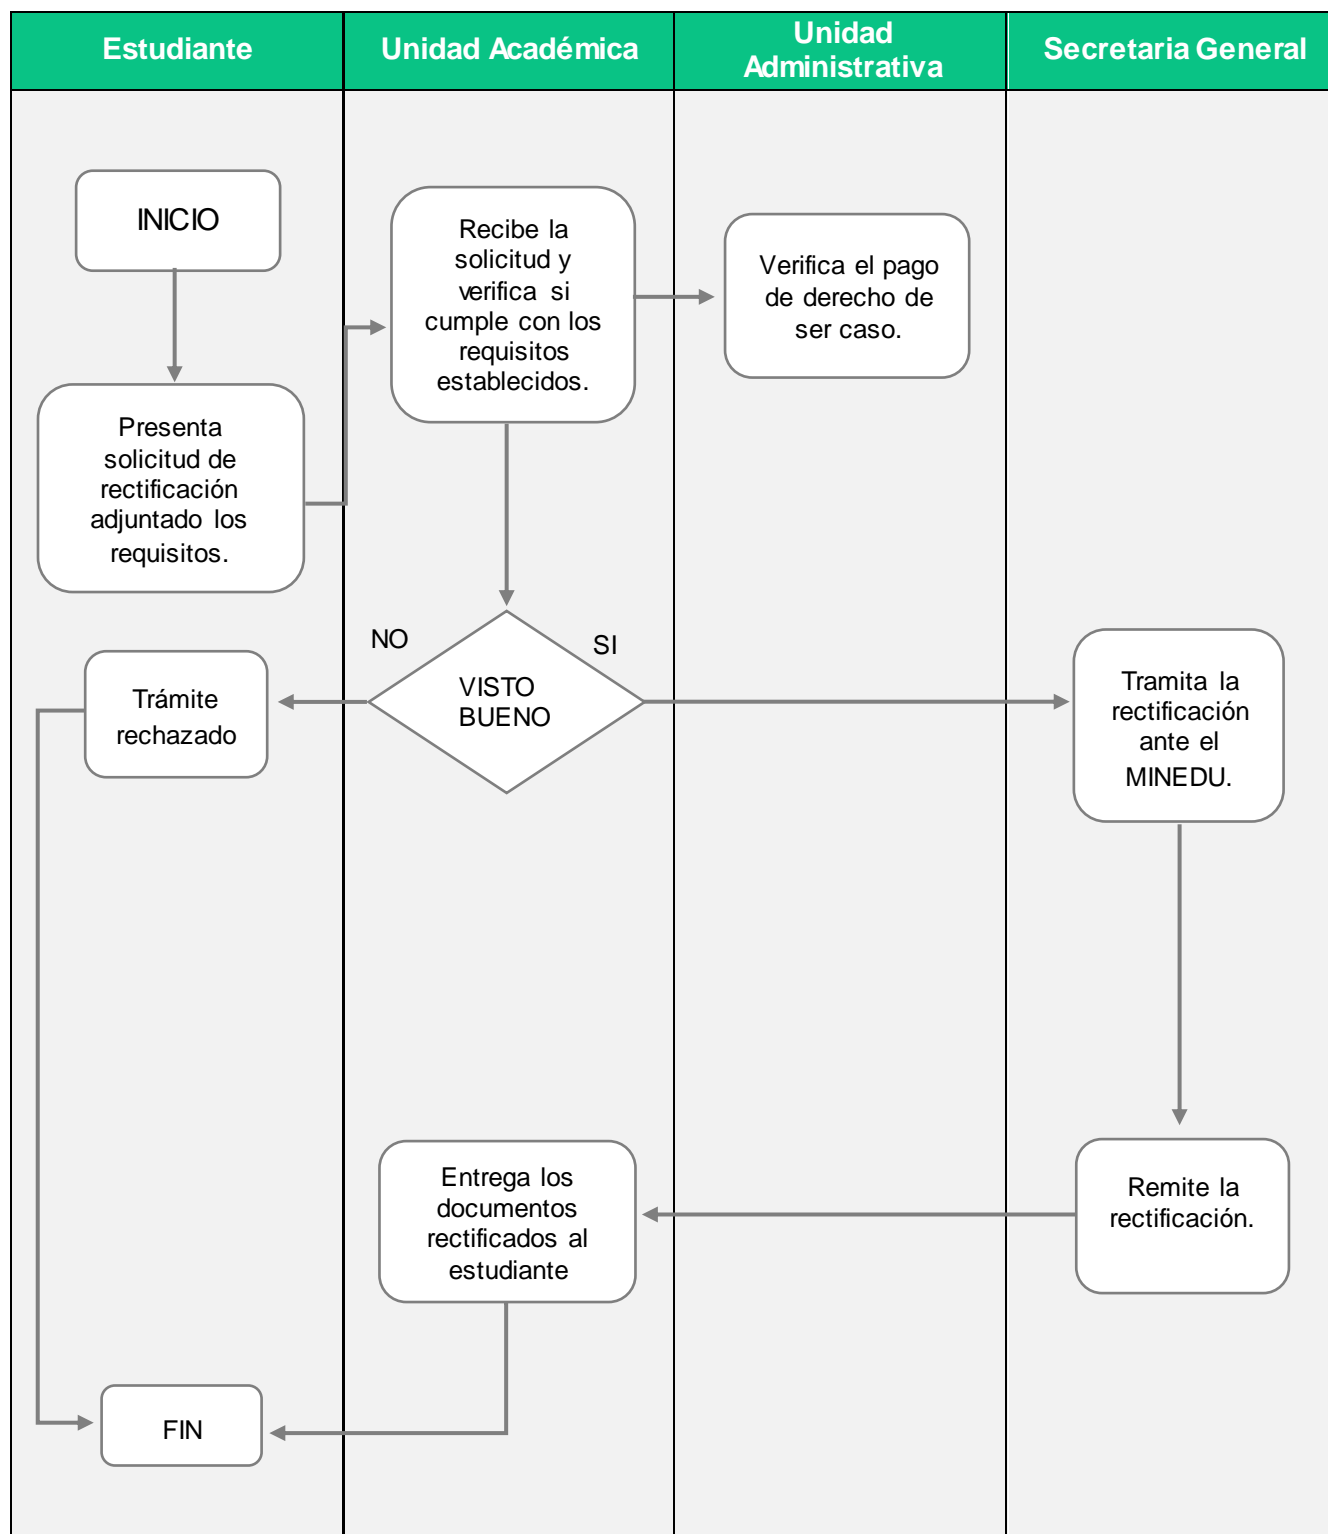 Estudiante
Unidad Académica
Unidad
Administrativa
Secretaria General
INICIO
Recibe la
solicitud y
verifica si
cumple con los
requisitos
establecidos.
Verifica el pago
de derecho de
ser caso.
Presenta
solicitud de
rectificación
adjuntado los
requisitos.
NO
SI
VISTO
BUENO
Trámite
rechazado
Tramita la
rectificación
ante el
MINEDU.
Entrega los
documentos
rectificados al
estudiante
Remite la
rectificación.
FIN